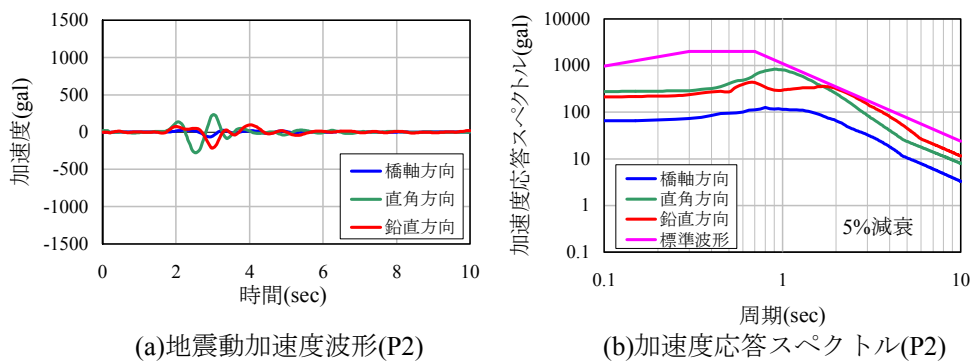 加速度(gal)
1500
1000
500
0
-500
-1000
-1500
橋軸方向
直角方向
鉛直方向
0
2
4
6
8
10
時間(sec)
(a)地震動加速度波形(P2)
加速度応答スペクトル(gal)
10000
1000
100
10
1
0.1
橋軸方向
直角方向
鉛直方向
標準波形
5%減衰
0.1
1
10
周期(sec)
(b)加速度応答スペクトル(P2)